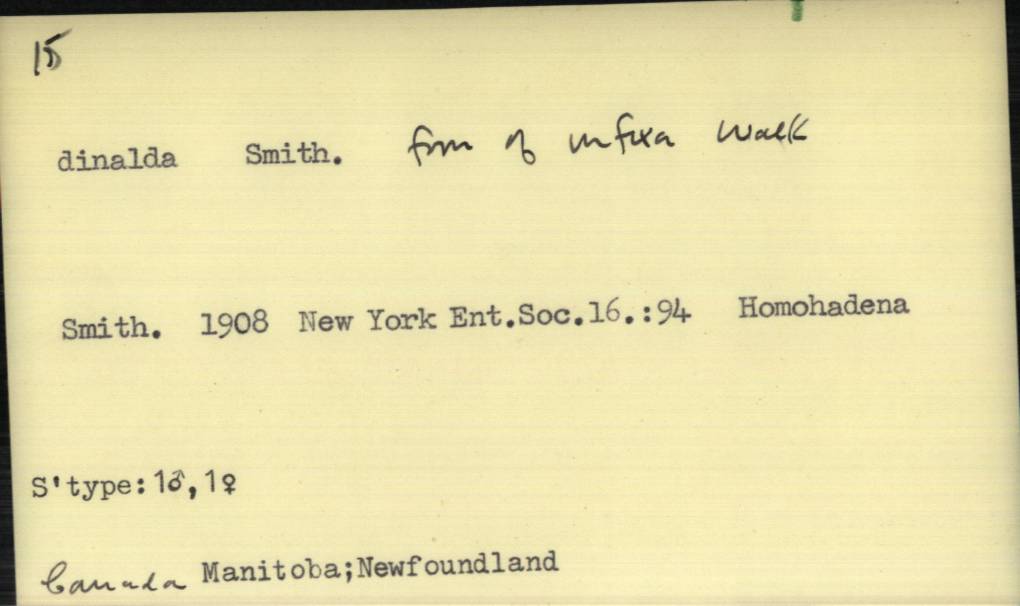 15
dinalda Smith. form of infixa Walk
Smith. 1908 New York Ent.Soc.16.:94 Homohadena
S'type:1♂,1♀
Canada Manitoba;Newfoundland